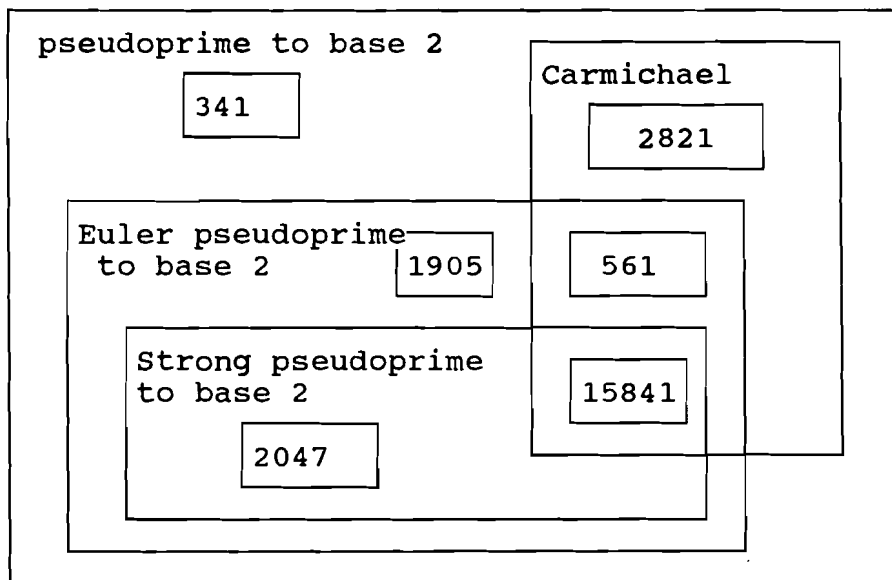 pseudoprime to base 2
Carmichael
341
2821
Euler pseudoprime
to base 2
1905
561
Strong pseudoprime
to base 2
15841
2047